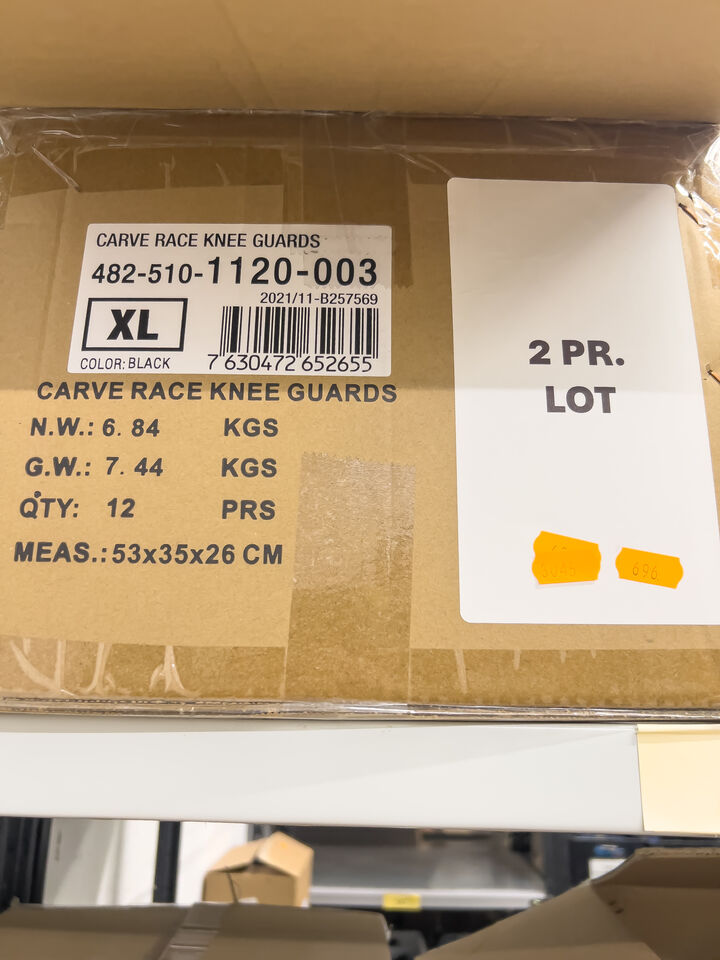 CARVE RACE KNEE GUARDS
482-510-1120-003
2021/11-B257569
XL
COLOR: BLACK
7 630472 652655
CARVE RACE KNEE GUARDS
N.W.: 6.84 KGS
G.W.: 7.44 KGS
QTY: 12 PRS
MEAS.: 53x35x26 CM
2 PR.
LOT
696